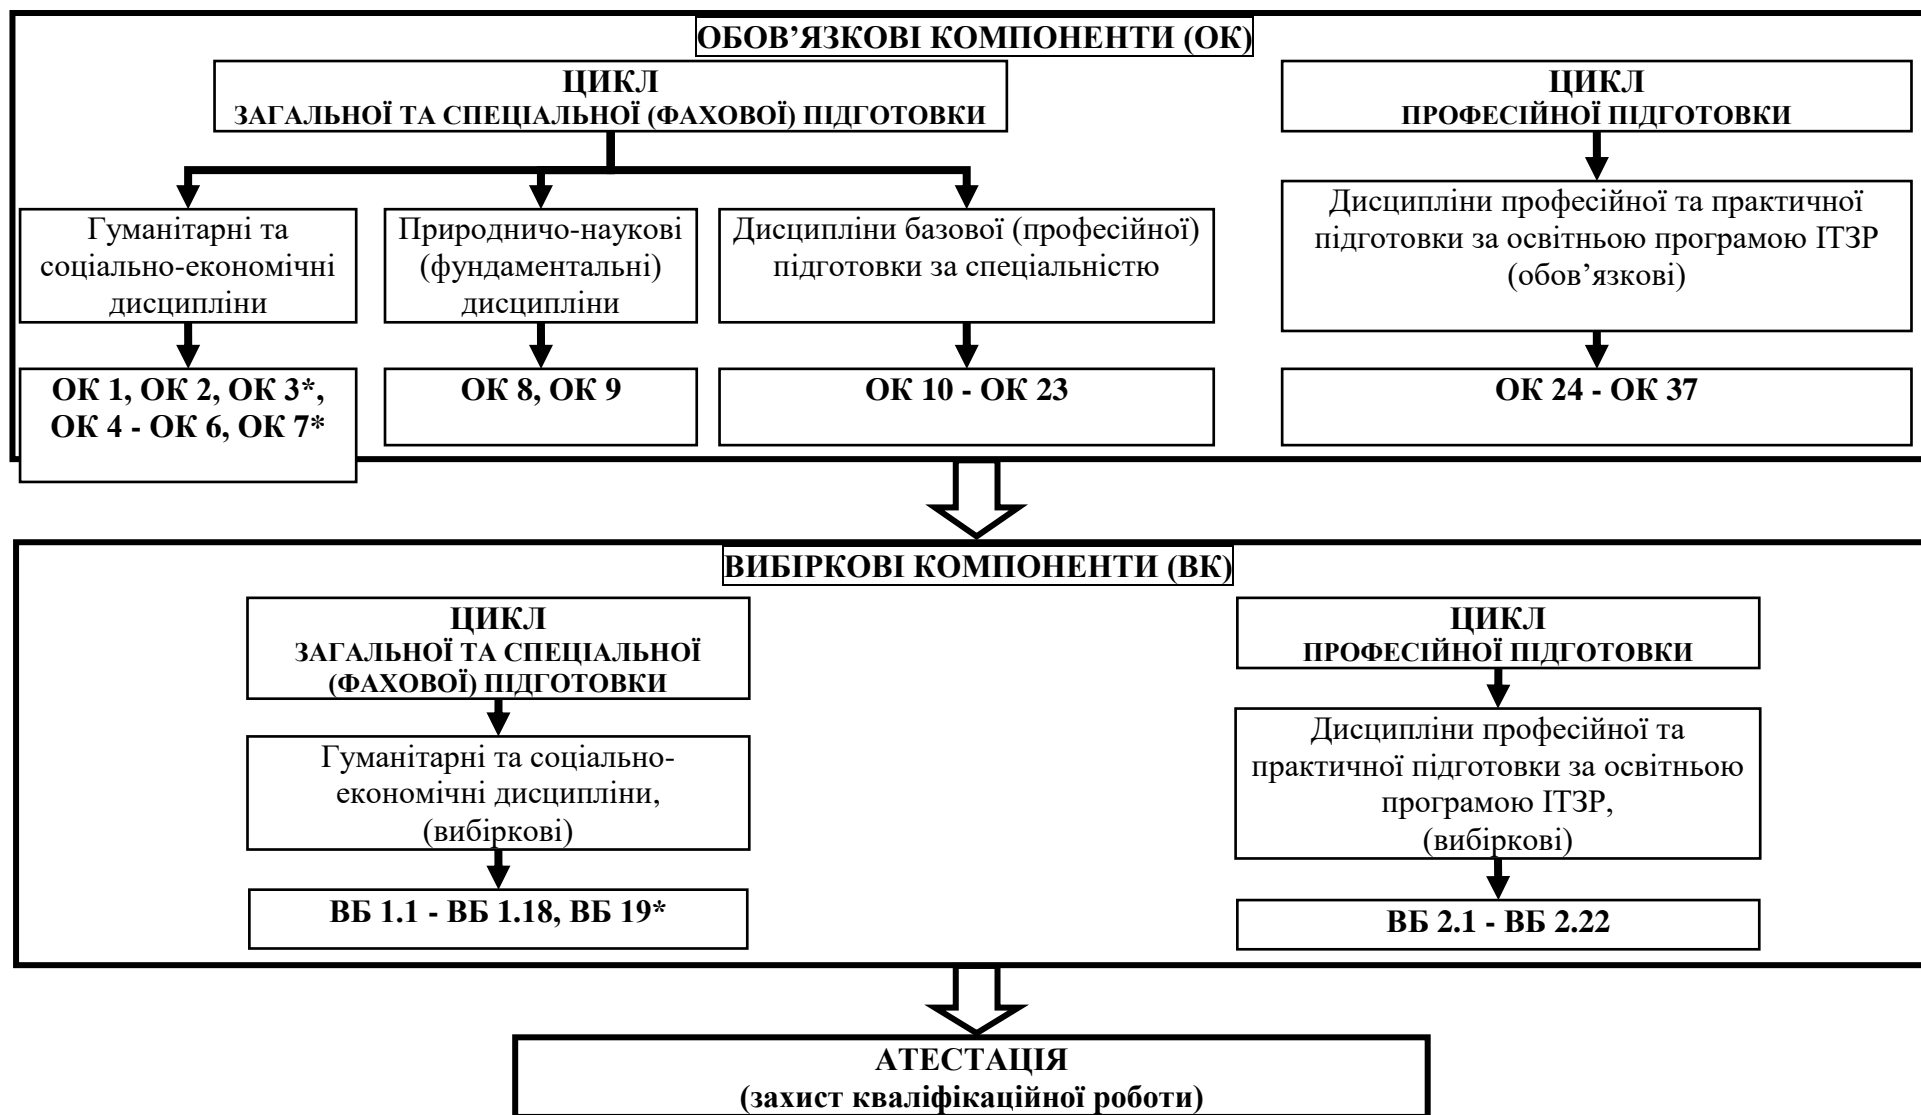 ОБОВ’ЯЗКОВІ КОМПОНЕНТИ (ОК)
ЦИКЛ
ЗАГАЛЬНОЇ ТА СПЕЦІАЛЬНОЇ (ФАХОВОЇ) ПІДГОТОВКИ
ЦИКЛ
ПРОФЕСІЙНОЇ ПІДГОТОВКИ
Гуманітарні та
соціально-економічні
дисципліни
Природничо-наукові
(фундаментальні)
дисципліни
Дисципліни базової (професійної)
підготовки за спеціальністю
Дисципліни професійної та практичної
підготовки за освітньою програмою ІТЗР
(обов’язкові)
ОК 1, ОК 2, ОК 3*,
ОК 4 - ОК 6, ОК 7*
ОК 8, ОК 9
ОК 10 - ОК 23
ОК 24 - ОК 37
ВИБІРКОВІ КОМПОНЕНТИ (ВК)
ЦИКЛ
ЗАГАЛЬНОЇ ТА СПЕЦІАЛЬНОЇ
(ФАХОВОЇ) ПІДГОТОВКИ
ЦИКЛ
ПРОФЕСІЙНОЇ ПІДГОТОВКИ
Гуманітарні та соціально-
економічні дисципліни,
(вибіркові)
Дисципліни професійної та
практичної підготовки за освітньою
програмою ІТЗР,
(вибіркові)
ВБ 1.1 - ВБ 1.18, ВБ 19*
ВБ 2.1 - ВБ 2.22
АТЕСТАЦІЯ
(захист кваліфікаційної роботи)